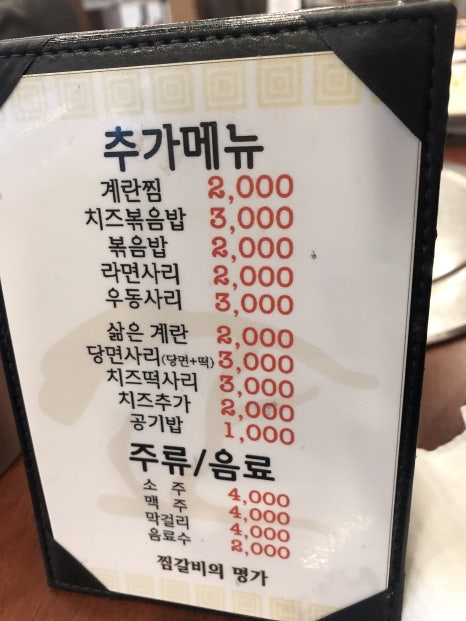 추가메뉴
계란찜 2,000
치즈볶음밥 3,000
볶음밥 2,000
라면사리 2,000
우동사리 3,000
삶은 계란 2,000
당면사리(당면+떡) 3,000
치즈떡사리 3,000
치즈추가 2,000
공기밥 1,000
주류/음료
소 주 4,000
맥 주 4,000
막걸리 4,000
음료수 2,000
찜갈비의 명가